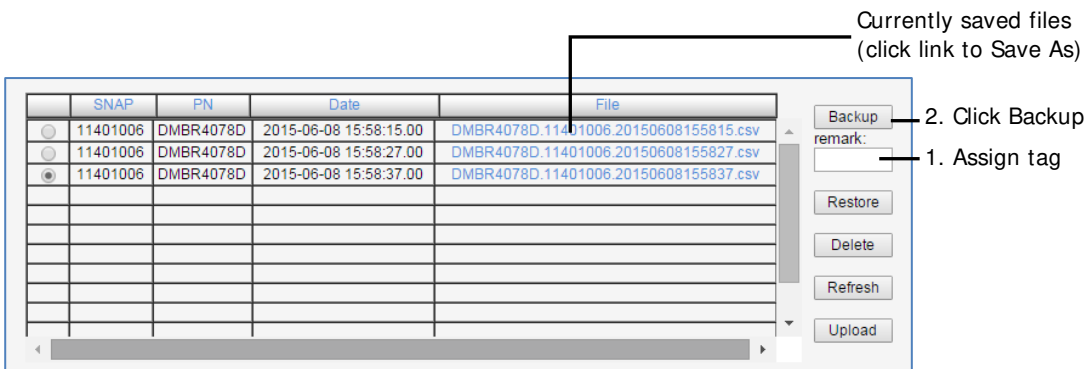 Currently saved files
(click link to Save As)
SNAP PN Date File
11401006 DMBR4078D 2015-06-08 15:58:15.00 DMBR4078D.11401006.20150608155815.csv
11401006 DMBR4078D 2015-06-08 15:58:27.00 DMBR4078D.11401006.20150608155827.csv
11401006 DMBR4078D 2015-06-08 15:58:37.00 DMBR4078D.11401006.20150608155837.csv
Backup
2. Click Backup
remark:
1. Assign tag
Restore
Delete
Refresh
Upload